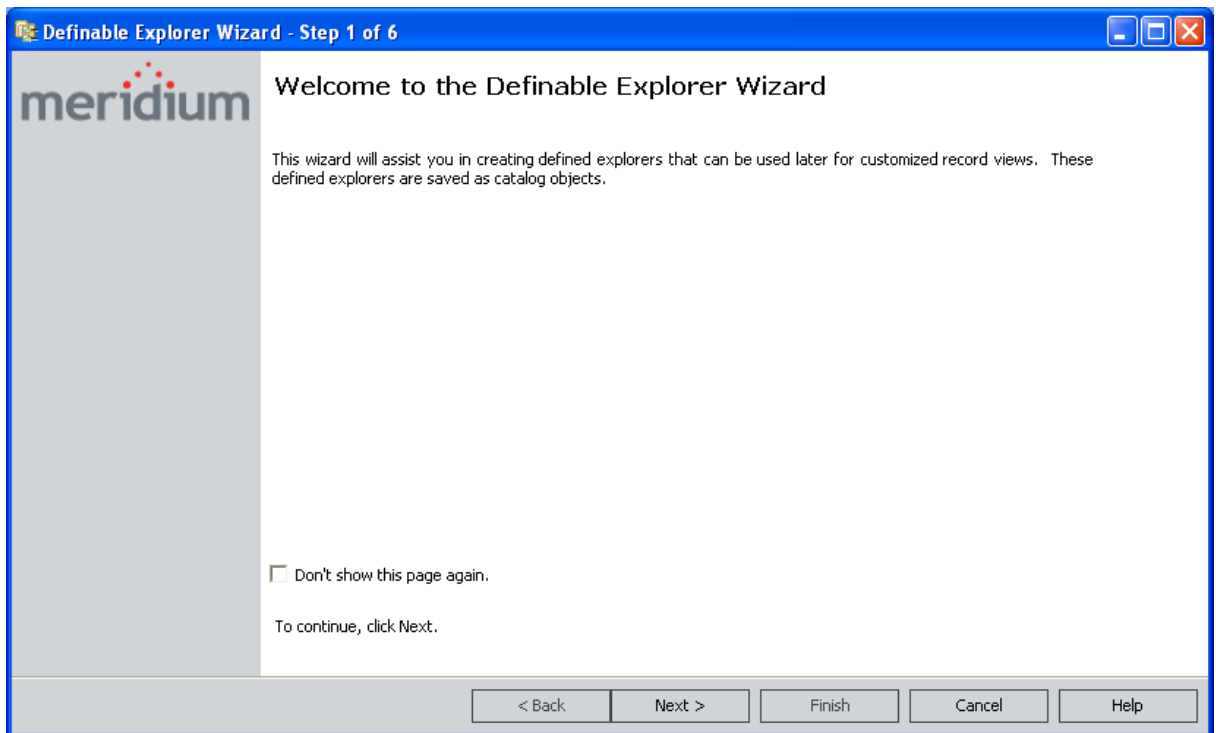 Definable Explorer Wizard - Step 1 of 6
meridium
Welcome to the Definable Explorer Wizard
This wizard will assist you in creating defined explorers that can be used later for customized record views. These
defined explorers are saved as catalog objects.
Don't show this page again.
To continue, click Next.
< Back Next > Finish Cancel Help